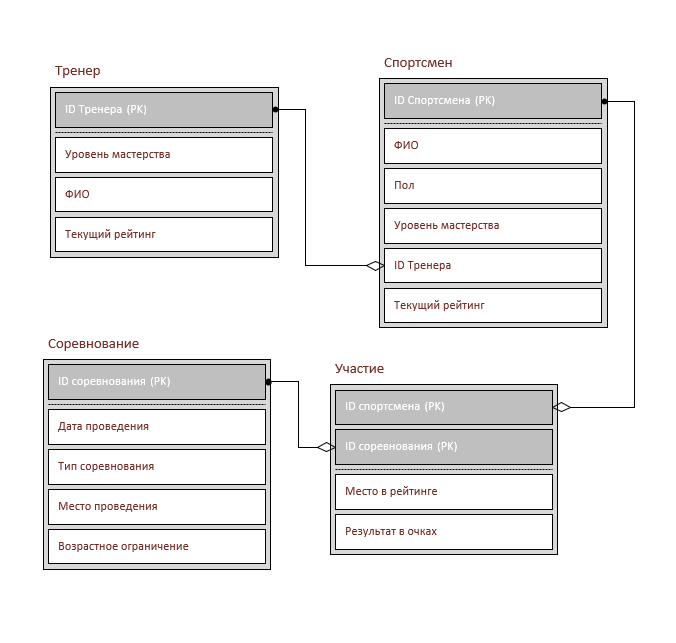 Тренер
ID Тренера (PK)
Уровень мастерства
ФИО
Текущий рейтинг
Спортсмен
ID Спортсмена (PK)
ФИО
Пол
Уровень мастерства
ID Тренера
Текущий рейтинг
Соревнование
ID соревнования (PK)
Дата проведения
Тип соревнования
Место проведения
Возрастное ограничение
Участие
ID спортсмена (PK)
ID соревнования (PK)
Место в рейтинге
Результат в очках